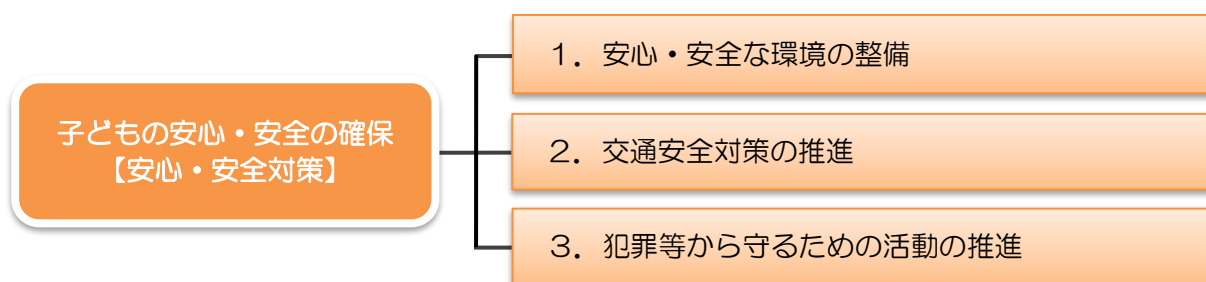 子どもの安心・安全の確保
【安心・安全対策】
１．安心・安全な環境の整備
２．交通安全対策の推進
３．犯罪等から守るための活動の推進